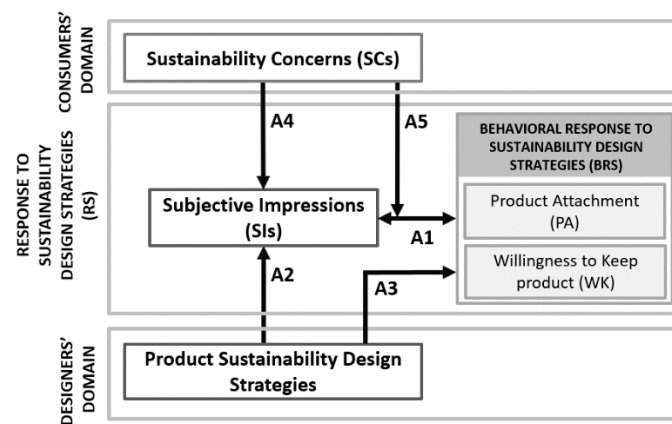 CONSUMERS'
DOMAIN
Sustainability Concerns (SCs)
A4
A5
RESPONSE TO
SUSTAINABILITY
DESIGN STRATEGIES
(RS)
BEHAVIORAL RESPONSE TO
SUSTAINABILITY DESIGN
STRATEGIES (BRS)
Product Attachment
(PA)
Subjective Impressions
(SIs)
A1
Willingness to Keep
product (WK)
A2
A3
DESIGNERS'
DOMAIN
Product Sustainability Design
Strategies